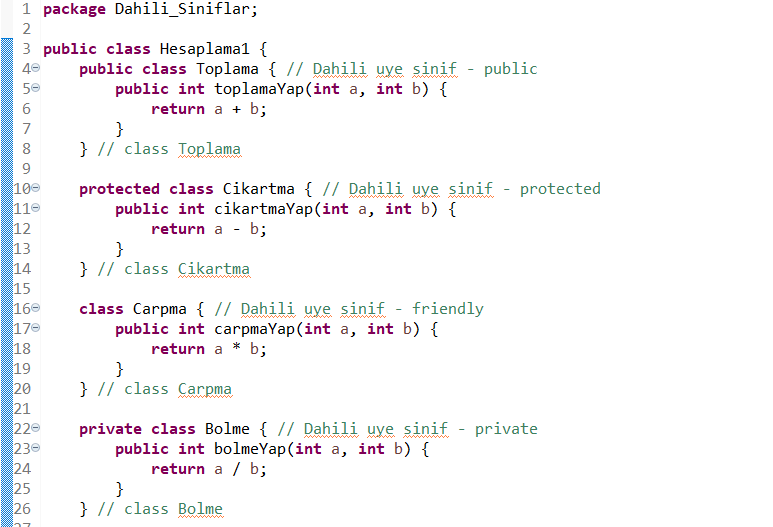 1 package Dahili_Siniflar;
2
3 public class Hesaplama1 {
4 public class Toplama { // Dahili uye sinif - public
5 public int toplamaYap(int a, int b) {
6 return a + b;
7 }
8 } // class Toplama
9
10 protected class Cikartma { // Dahili uye sinif - protected
11 public int cikartmaYap(int a, int b) {
12 return a - b;
13 }
14 } // class Cikartma
15
16 class Carpma { // Dahili uye sinif - friendly
17 public int carpmaYap(int a, int b) {
18 return a * b;
19 }
20 } // class Carpma
21
22 private class Bolme { // Dahili uye sinif - private
23 public int bolmeYap(int a, int b) {
24 return a / b;
25 }
26 } // class Bolme